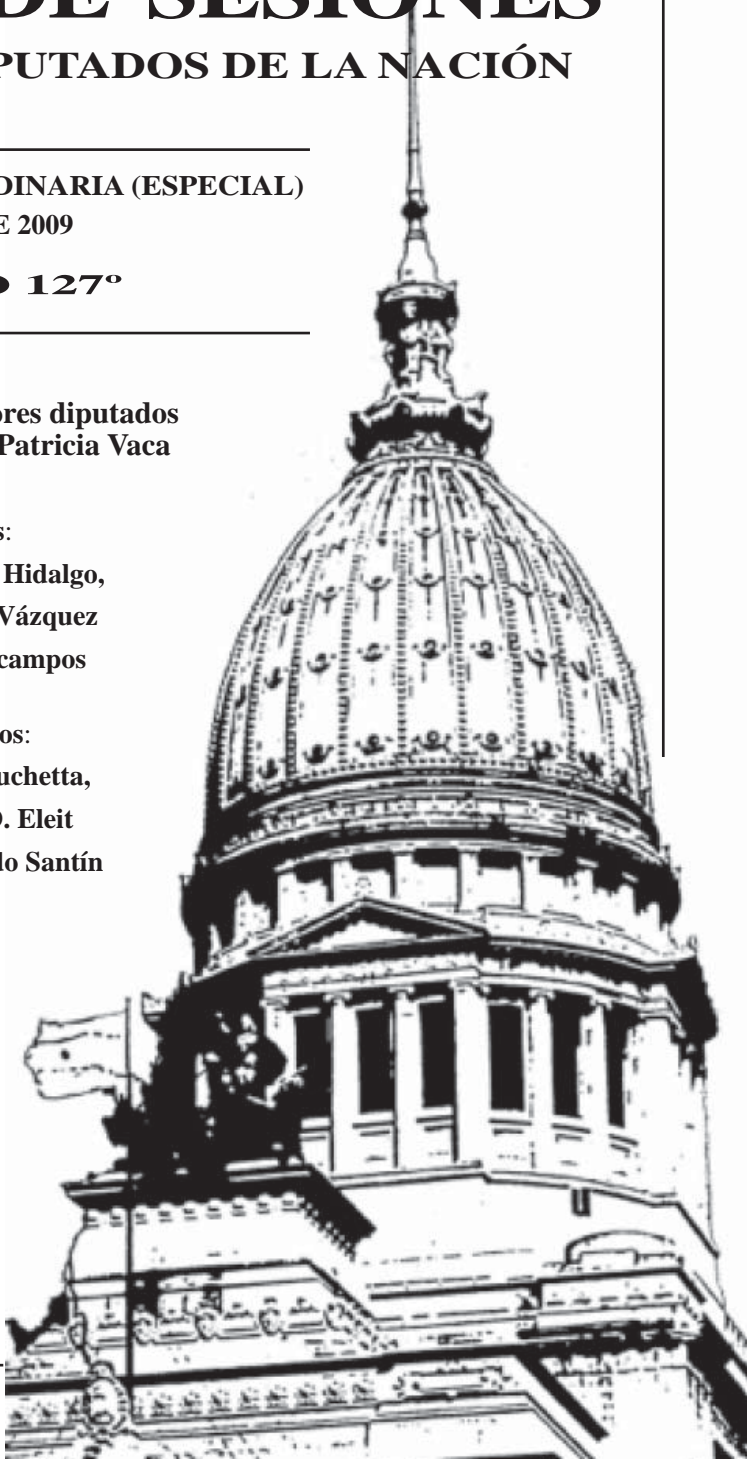 DE SESIONES
PUTADOS DE LA NACIÓN
DINARIA (ESPECIAL)
E 2009
O 127º
ores diputados
Patricia Vaca
s:
Hidalgo,
Vázquez
campos
os:
uchetta,
D. Eleit
do Santín